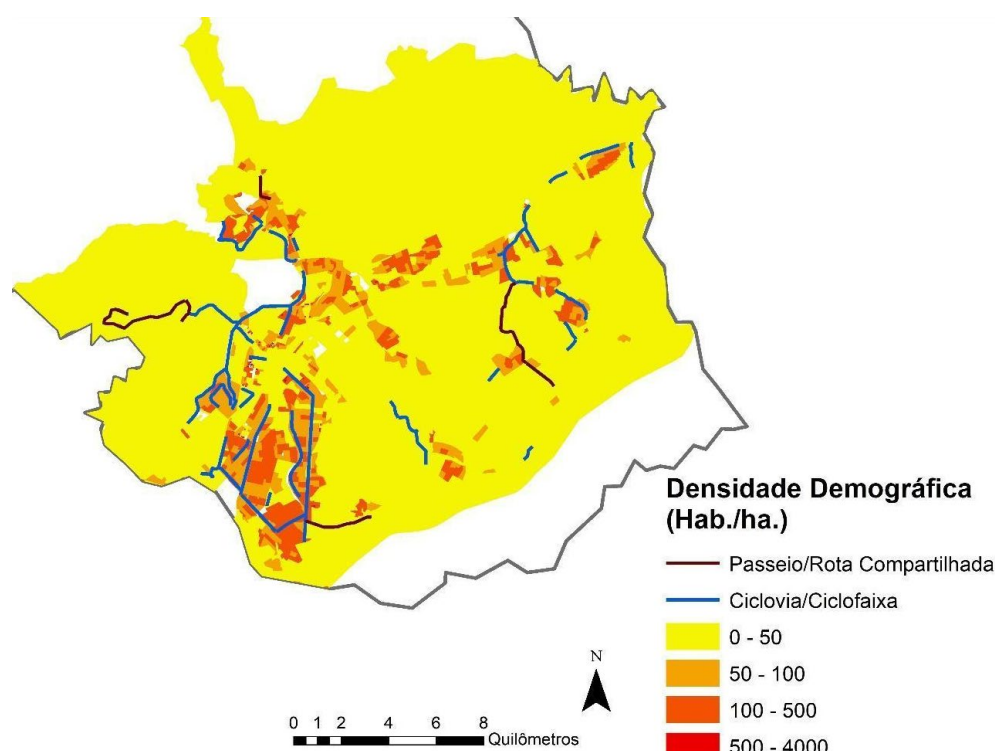 Densidade Demográfica
(Hab./ha.)
Passeio/Rota Compartilhada
Ciclovia/Ciclofaixa
0 - 50
50 - 100
100 - 500
500 - 4000
N
0 1 2 4 6 8
Quilômetros